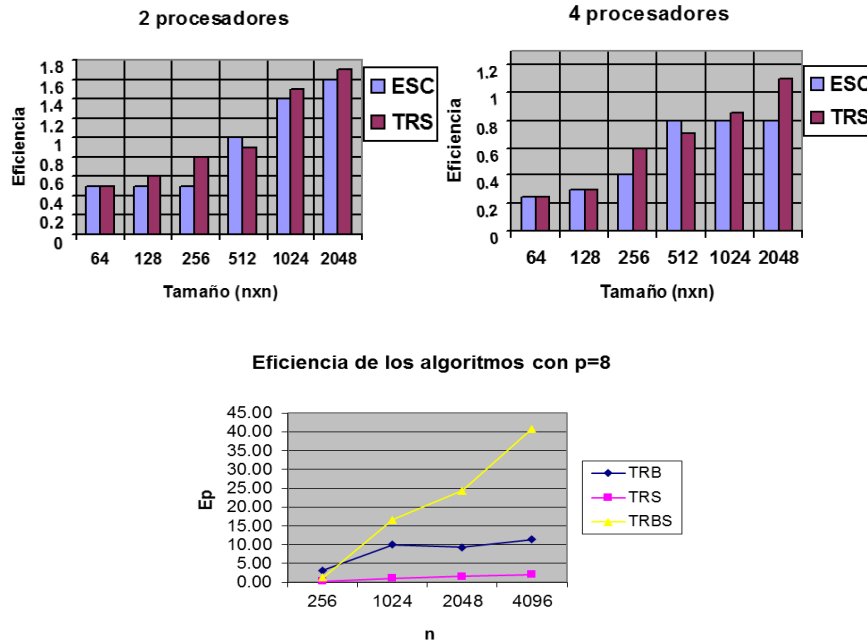 2 procesadores
1.8
1.6
1.4
1.2
1
0.8
0.6
0.4
0.2
0
Eficiencia
64 128 256 512 1024 2048
Tamaño (nxn)
ESC
TRS
4 procesadores
1.2
1
0.8
0.6
0.4
0.2
0
Eficiencia
64 128 256 512 1024 2048
Tamaño (nxn)
ESC
TRS
Eficiencia de los algoritmos con p=8
45.00
40.00
35.00
30.00
25.00
20.00
15.00
10.00
5.00
0.00
Ep
256 1024 2048 4096
n
TRB
TRS
TRBS